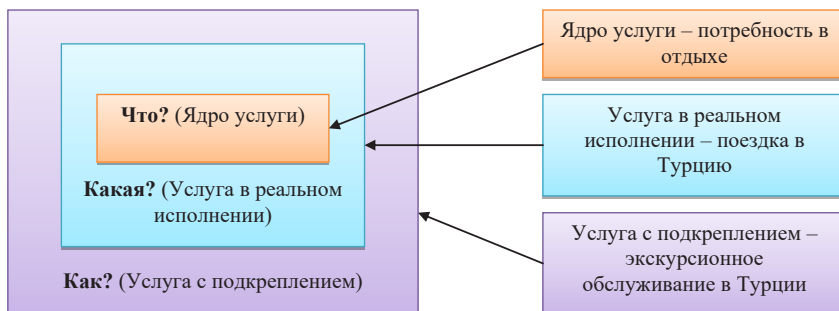 Что? (Ядро услуги)
Какая? (Услуга в реальном
исполнении)
Как? (Услуга с подкреплением)
Ядро услуги – потребность в
отдыхе
Услуга в реальном
исполнении – поездка в
Турцию
Услуга с подкреплением –
экскурсионное
обслуживание в Турции